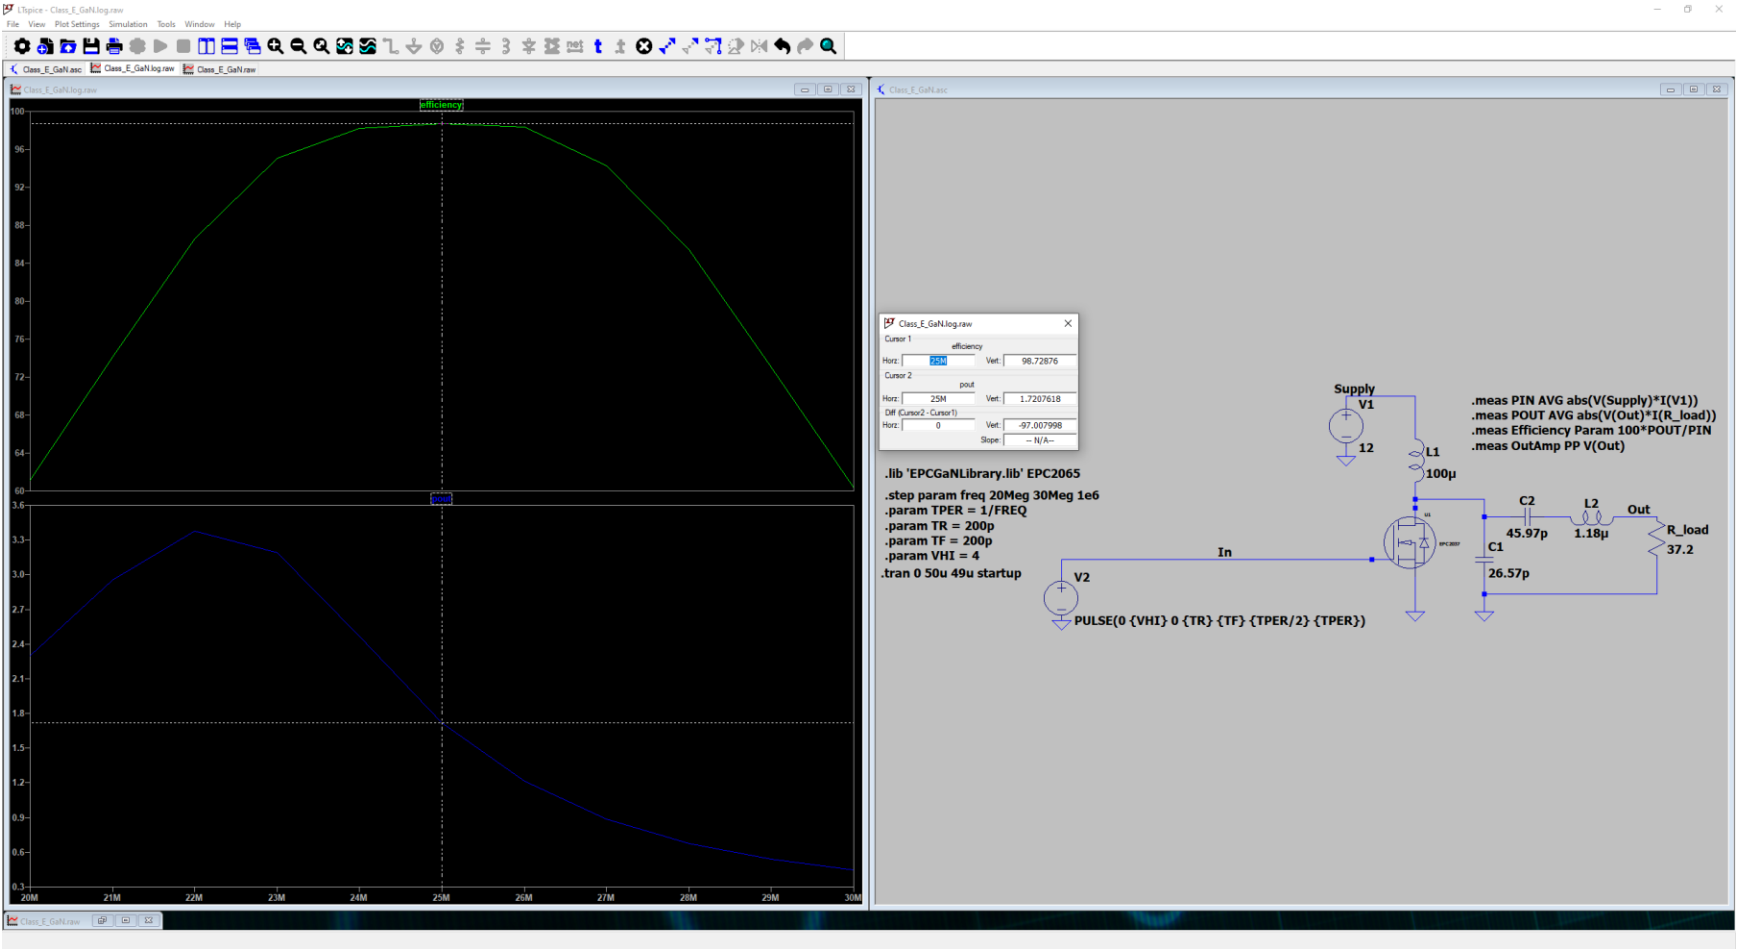 LTspice - Class_E_GaN.log.raw
File View Plot Settings Simulation Tools Window Help
Class_E_GaN.asc Class_E_GaN.log.raw Class_E_GaN.raw
Class_E_GaN.log.raw
efficiency
100
96
92
88
84
80
76
72
68
64
60
3.6
3.3
3.0
2.7
2.4
2.1
1.8
1.5
1.2
0.9
0.6
0.3
20M 21M 22M 23M 24M 25M 26M 27M 28M 29M 30M
Class_E_GaN.raw
Class_E_GaN.asc
Class_E_GaN.log.raw
Cursor 1
efficiency
Horz: 25M Vert: 98.72876
Cursor 2
pout
Horz: 25M Vert: 1.7207618
Diff (Cursor2 - Cursor1)
Horz: 0 Vert: -97.007998
Slope: -- N/A--
.lib 'EPCGaNLibrary.lib' EPC2065
.step param freq 20Meg 30Meg 1e6
.param TPER = 1/FREQ
.param TR = 200p
.param TF = 200p
.param VHI = 4
.tran 0 50u 49u startup
Supply
V1
12
L1
100µ
.meas PIN AVG abs(V(Supply)*I(V1))
.meas POUT AVG abs(V(Out)*I(R_load))
.meas Efficiency Param 100*POUT/PIN
.meas OutAmp PP V(Out)
U1
C2
45.97p
L2
1.18µ
Out
R_load
37.2
C1
26.57p
In
V2
PULSE(0 {VHI} 0 {TR} {TF} {TPER/2} {TPER})